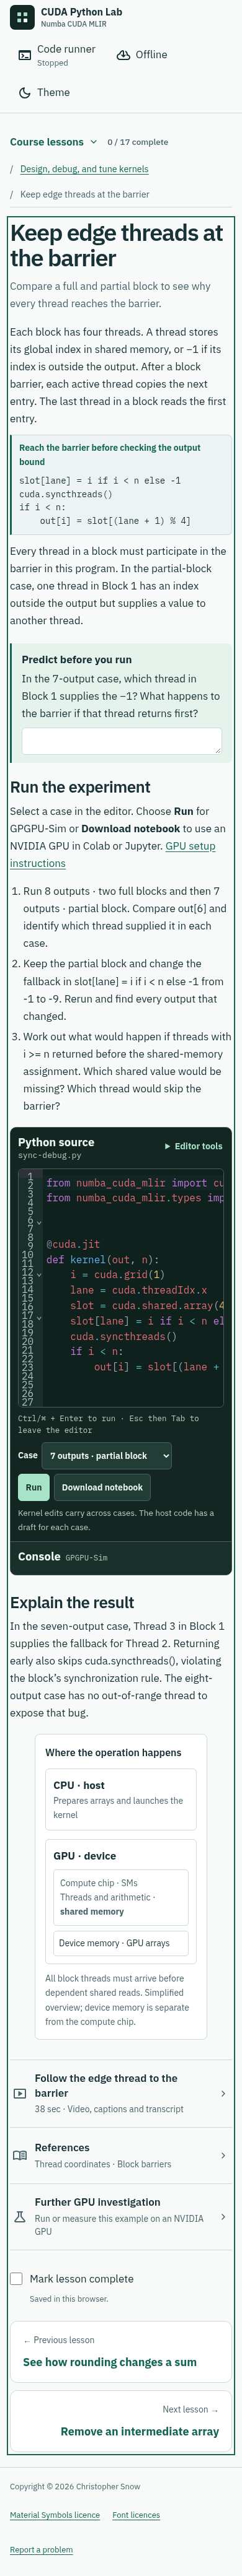 CUDA Python Lab
Numba CUDA MLIR
Code runner
Stopped
Offline
Theme
Course lessons
0 / 17 complete
/ Design, debug, and tune kernels
/ Keep edge threads at the barrier
Keep edge threads at
the barrier
Compare a full and partial block to see why
every thread reaches the barrier.
Each block has four threads. A thread stores
its global index in shared memory, or −1 if its
index is outside the output. After a block
barrier, each active thread copies the next
entry. The last thread in a block reads the first
entry.
Reach the barrier before checking the output
bound
slot[lane] = i if i < n else -1
cuda.syncthreads()
if i < n:
    out[i] = slot[(lane + 1) % 4]
Every thread in a block must participate in the
barrier in this program. In the partial-block
case, one thread in Block 1 has an index
outside the output but supplies a value to
another thread.
Predict before you run
In the 7-output case, which thread in
Block 1 supplies the −1? What happens to
the barrier if that thread returns first?
Run the experiment
Select a case in the editor. Choose Run for
GPGPU-Sim or Download notebook to use an
NVIDIA GPU in Colab or Jupyter. GPU setup
instructions
1. Run 8 outputs · two full blocks and then 7
outputs · partial block. Compare out[6] and
identify which thread supplied it in each
case.
2. Keep the partial block and change the
fallback in slot[lane] = i if i < n else -1 from
-1 to -9. Rerun and find every output that
changed.
3. Work out what would happen if threads with
i >= n returned before the shared-memory
assignment. Which shared value would be
missing? Which thread would skip the
barrier?
Python source
sync-debug.py
Editor tools
1
2
3
4
5
6
7
8
9
10
11
12
13
14
15
16
17
18
19
20
21
22
23
24
25
26
27
from numba_cuda_mlir import cu
from numba_cuda_mlir.types imp
@cuda.jit
def kernel(out, n):
    i = cuda.grid(1)
    lane = cuda.threadIdx.x
    slot = cuda.shared.array(4
    slot[lane] = i if i < n el
    cuda.syncthreads()
    if i < n:
        out[i] = slot[(lane +
Ctrl/⌘ + Enter to run · Esc then Tab to
leave the editor
Case 7 outputs · partial block
Run
Download notebook
Kernel edits carry across cases. The host code has a
draft for each case.
Console GPGPU-Sim
Explain the result
In the seven-output case, Thread 3 in Block 1
supplies the fallback for Thread 2. Returning
early also skips cuda.syncthreads(), violating
the block’s synchronization rule. The eight-
output case has no out-of-range thread to
expose that bug.
Where the operation happens
CPU · host
Prepares arrays and launches the
kernel
GPU · device
Compute chip · SMs
Threads and arithmetic ·
shared memory
Device memory · GPU arrays
All block threads must arrive before
dependent shared reads. Simplified
overview; device memory is separate
from the compute chip.
Follow the edge thread to the
barrier
38 sec · Video, captions and transcript
References
Thread coordinates · Block barriers
Further GPU investigation
Run or measure this example on an NVIDIA
GPU
Mark lesson complete
Saved in this browser.
← Previous lesson
See how rounding changes a sum
Next lesson →
Remove an intermediate array
Copyright © 2026 Christopher Snow
Material Symbols licence
Font licences
Report a problem